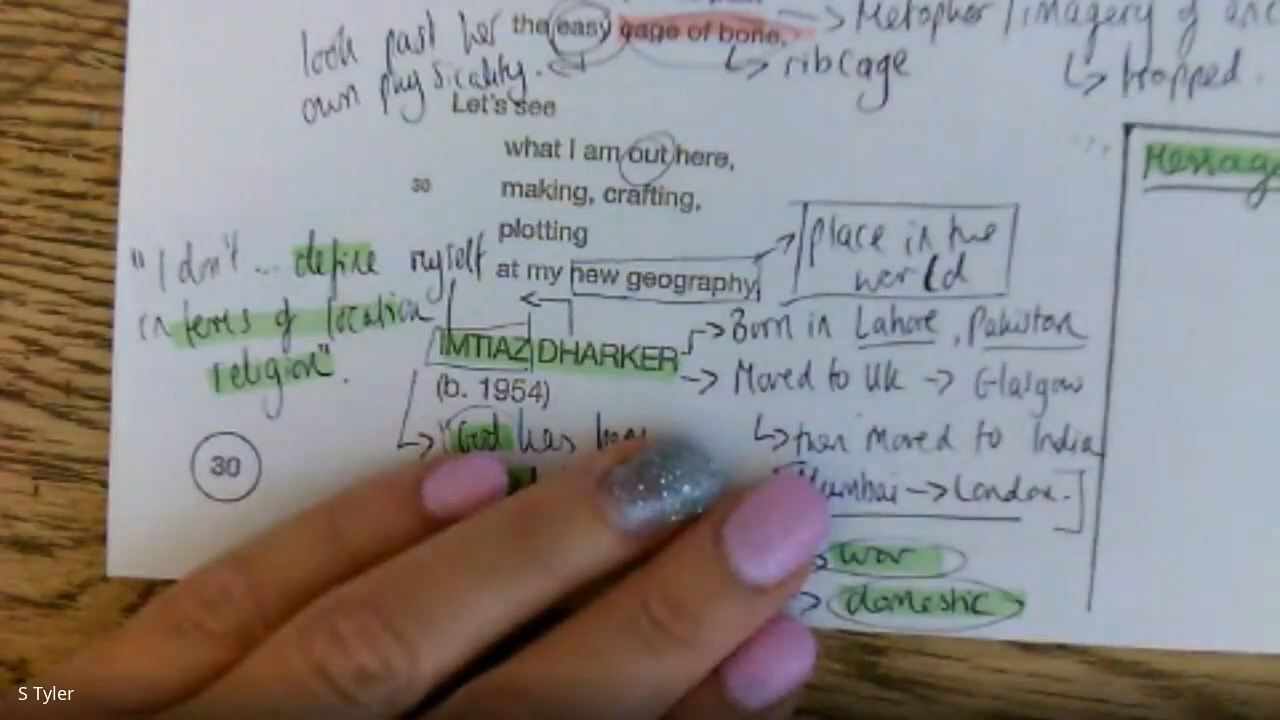 the easy cage of bone.
-> Metaphor / imagery of
look past her
own physicality.
↳ ribcage
↳ trapped.
Let's see
what I am out here,
30
making, crafting,
plotting
at my new geography.
Message
place in the
world
"I don't ... define myself
in terms of location
religion".
IMTIAZ DHARKER
(b. 1954)
-> Born in Lahore, Pakistan
-> Moved to UK -> Glasgow
↳ then moved to India
Mumbai -> London.
↳ "God has
war
domestic
30
S Tyler